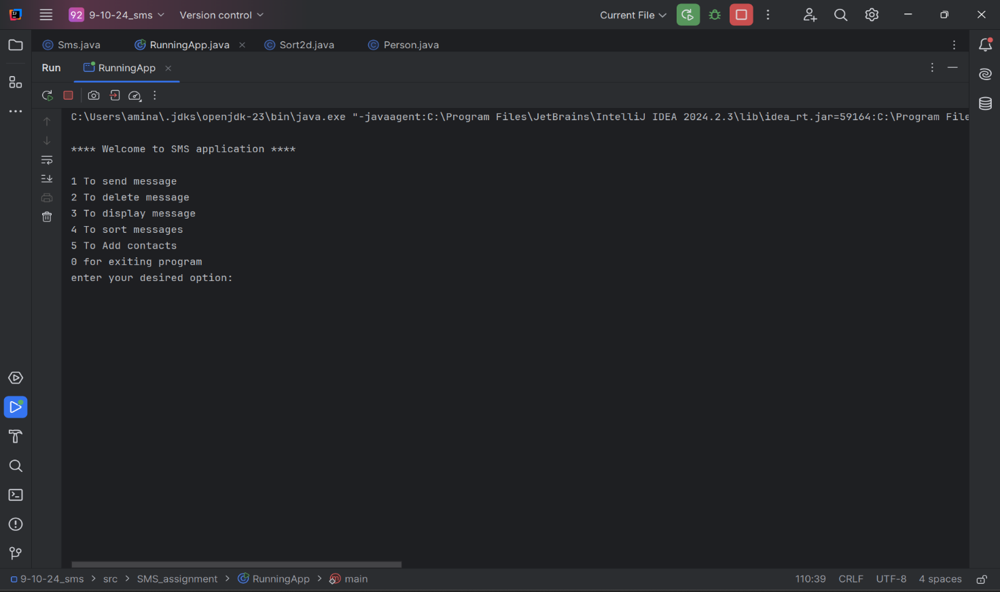 92 9-10-24_sms Version control Current File
Sms.java RunningApp.java Sort2d.java Person.java
Run RunningApp
C:\Users\amina\.jdks\openjdk-23\bin\java.exe "-javaagent:C:\Program Files\JetBrains\IntelliJ IDEA 2024.2.3\lib\idea_rt.jar=59164:C:\Program File
**** Welcome to SMS application ****
1 To send message
2 To delete message
3 To display message
4 To sort messages
5 To Add contacts
0 for exiting program
enter your desired option:
9-10-24_sms > src > SMS_assignment > RunningApp > main 110:39 CRLF UTF-8 4 spaces